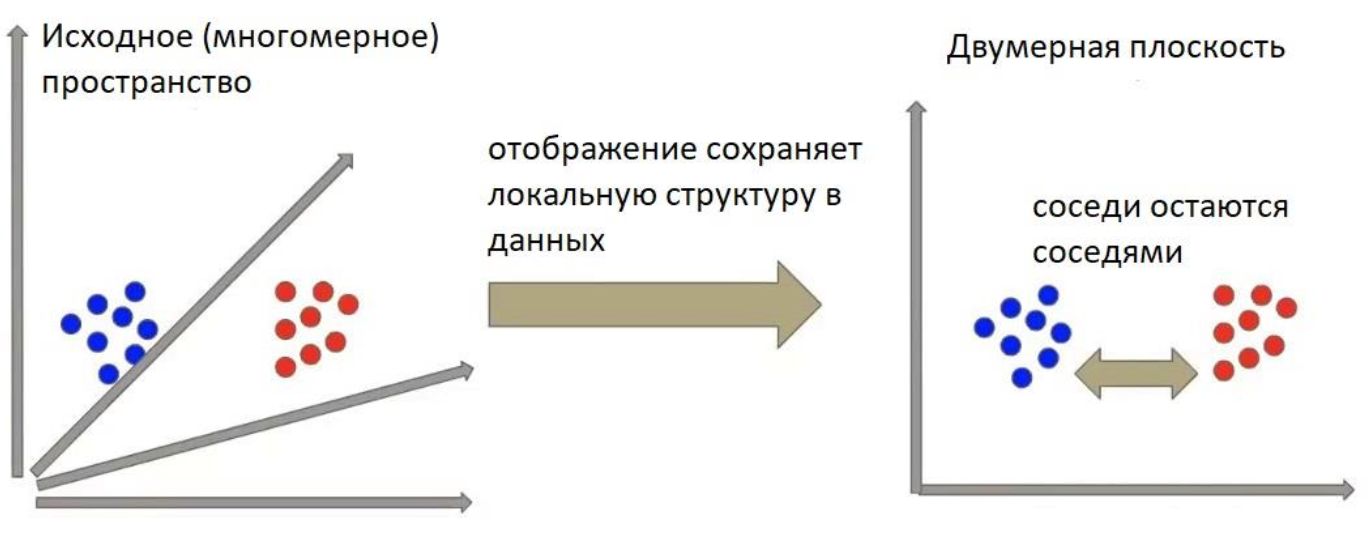 Исходное (многомерное)
пространство
отображение сохраняет
локальную структуру в
данных
Двумерная плоскость
соседи остаются
соседями